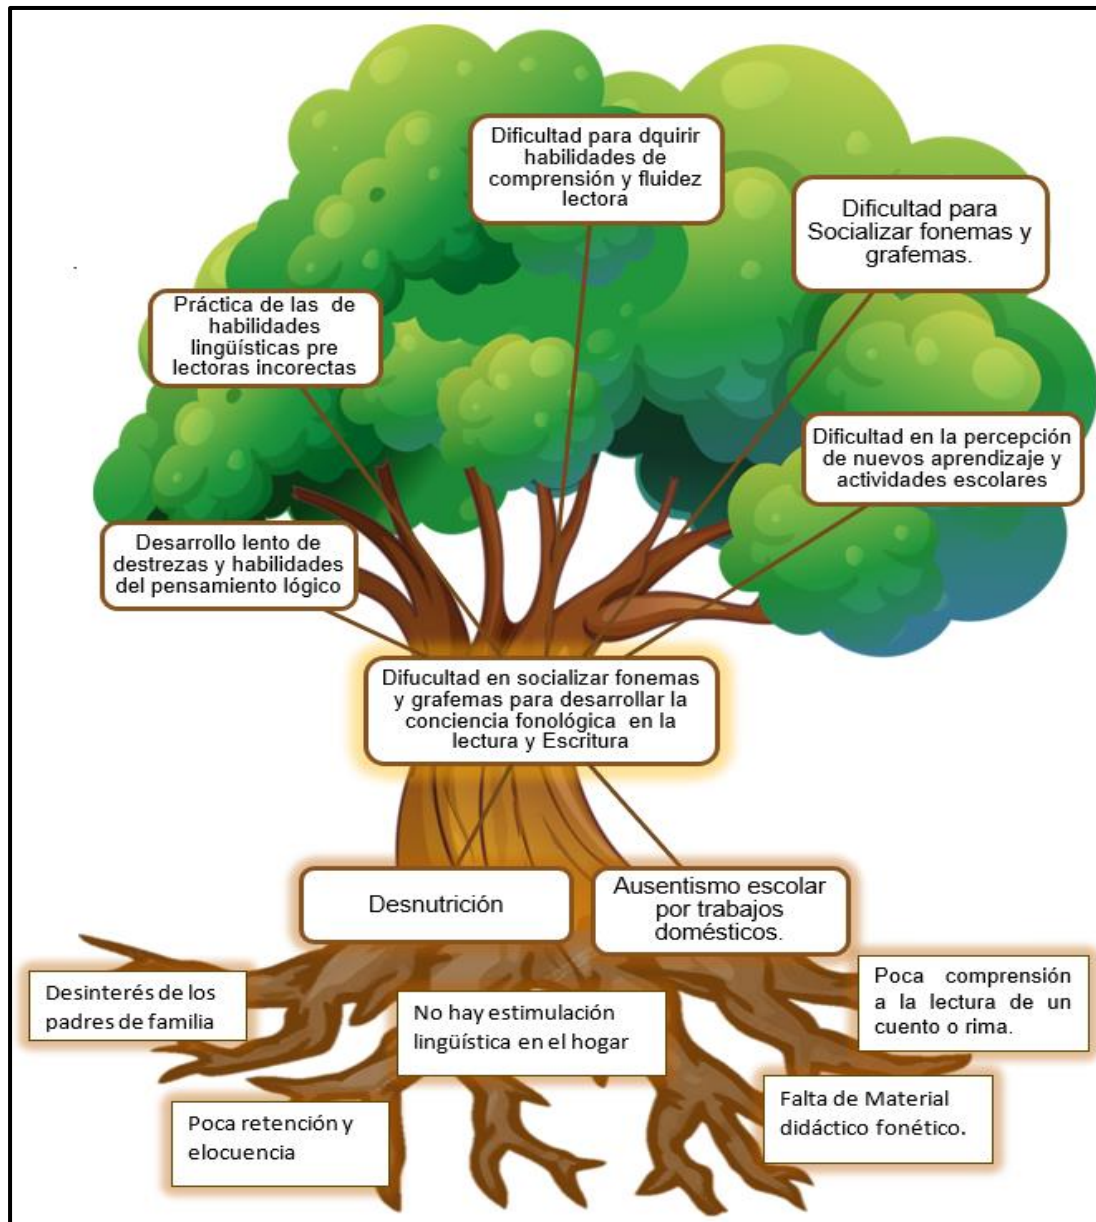 Dificultad para dquirir
habilidades de
comprensión y fluidez
lectora
Dificultad para
Socializar fonemas y
grafemas.
Práctica de las de
habilidades
lingüísticas pre
lectoras incorectas
Dificultad en la percepción
de nuevos aprendizaje y
actividades escolares
Desarrollo lento de
destrezas y habilidades
del pensamiento lógico
Difucultad en socializar fonemas
y grafemas para desarrollar la
conciencia fonológica en la
lectura y Escritura
Desnutrición
Ausentismo escolar
por trabajos
domésticos.
Desinterés de los
padres de familia
No hay estimulación
lingüística en el hogar
Poca comprensión
a la lectura de un
cuento o rima.
Poca retención y
elocuencia
Falta de Material
didáctico fonético.